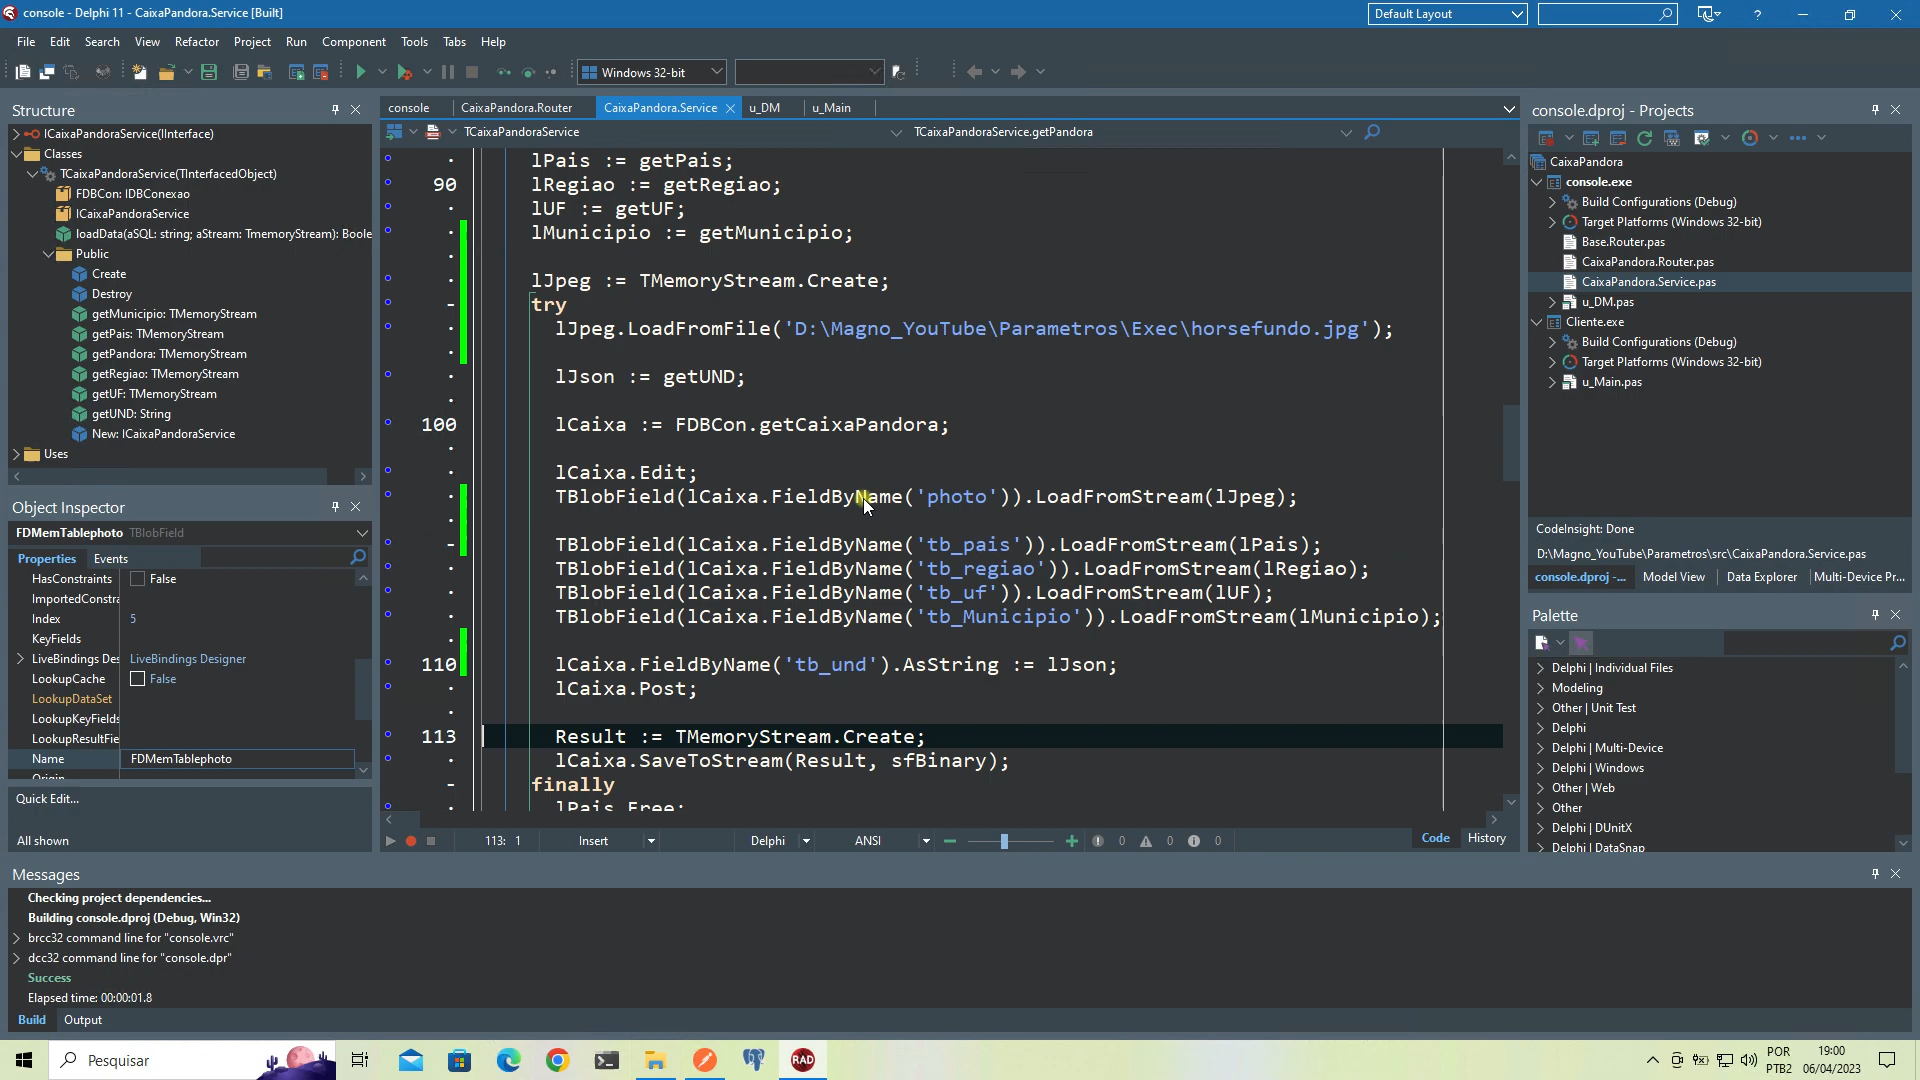 console - Delphi 11 - CaixaPandora.Service [Built]
Default Layout
File Edit Search View Refactor Project Run Component Tools Tabs Help
Windows 32-bit
Structure
ICaixaPandoraService(IInterface)
Classes
TCaixaPandoraService(TInterfacedObject)
FDBCon: IDBConexao
ICaixaPandoraService
loadData(aSQL: string; aStream: TmemoryStream): Boole
Public
Create
Destroy
getMunicipio: TMemoryStream
getPais: TMemoryStream
getPandora: TMemoryStream
getRegiao: TMemoryStream
getUF: TMemoryStream
getUND: String
New: ICaixaPandoraService
Uses
Object Inspector
FDMemTablephoto TBlobField
Properties Events
HasConstraints False
ImportedConstra
Index 5
KeyFields
LiveBindings Des LiveBindings Designer
LookupCache False
LookupDataSet
LookupKeyFields
LookupResultFie
Name FDMemTablephoto
Origin
Quick Edit...
All shown
console CaixaPandora.Router CaixaPandora.Service u_DM u_Main
TCaixaPandoraService TCaixaPandoraService.getPandora
lPais := getPais;
90 lRegiao := getRegiao;
lUF := getUF;
lMunicipio := getMunicipio;
lJpeg := TMemoryStream.Create;
try
lJpeg.LoadFromFile('D:\Magno_YouTube\Parametros\Exec\horsefundo.jpg');
lJson := getUND;
100 lCaixa := FDBCon.getCaixaPandora;
lCaixa.Edit;
TBlobField(lCaixa.FieldByName('photo')).LoadFromStream(lJpeg);
TBlobField(lCaixa.FieldByName('tb_pais')).LoadFromStream(lPais);
TBlobField(lCaixa.FieldByName('tb_regiao')).LoadFromStream(lRegiao);
TBlobField(lCaixa.FieldByName('tb_uf')).LoadFromStream(lUF);
TBlobField(lCaixa.FieldByName('tb_Municipio')).LoadFromStream(lMunicipio);
110 lCaixa.FieldByName('tb_und').AsString := lJson;
lCaixa.Post;
113 Result := TMemoryStream.Create;
lCaixa.SaveToStream(Result, sfBinary);
finally
lPais.Free;
113: 1 Insert Delphi ANSI 0 0 0 Code History
console.dproj - Projects
CaixaPandora
console.exe
Build Configurations (Debug)
Target Platforms (Windows 32-bit)
Base.Router.pas
CaixaPandora.Router.pas
CaixaPandora.Service.pas
u_DM.pas
Cliente.exe
Build Configurations (Debug)
Target Platforms (Windows 32-bit)
u_Main.pas
CodeInsight: Done
D:\Magno_YouTube\Parametros\src\CaixaPandora.Service.pas
console.dproj -... Model View Data Explorer Multi-Device Pr...
Palette
Delphi | Individual Files
Modeling
Other | Unit Test
Delphi
Delphi | Multi-Device
Delphi | Windows
Other | Web
Other
Delphi | DUnitX
Delphi | DataSnap
Messages
Checking project dependencies...
Building console.dproj (Debug, Win32)
brcc32 command line for "console.vrc"
dcc32 command line for "console.dpr"
Success
Elapsed time: 00:00:01.8
Build Output
Pesquisar
RAD
POR
PTB2
19:00
06/04/2023